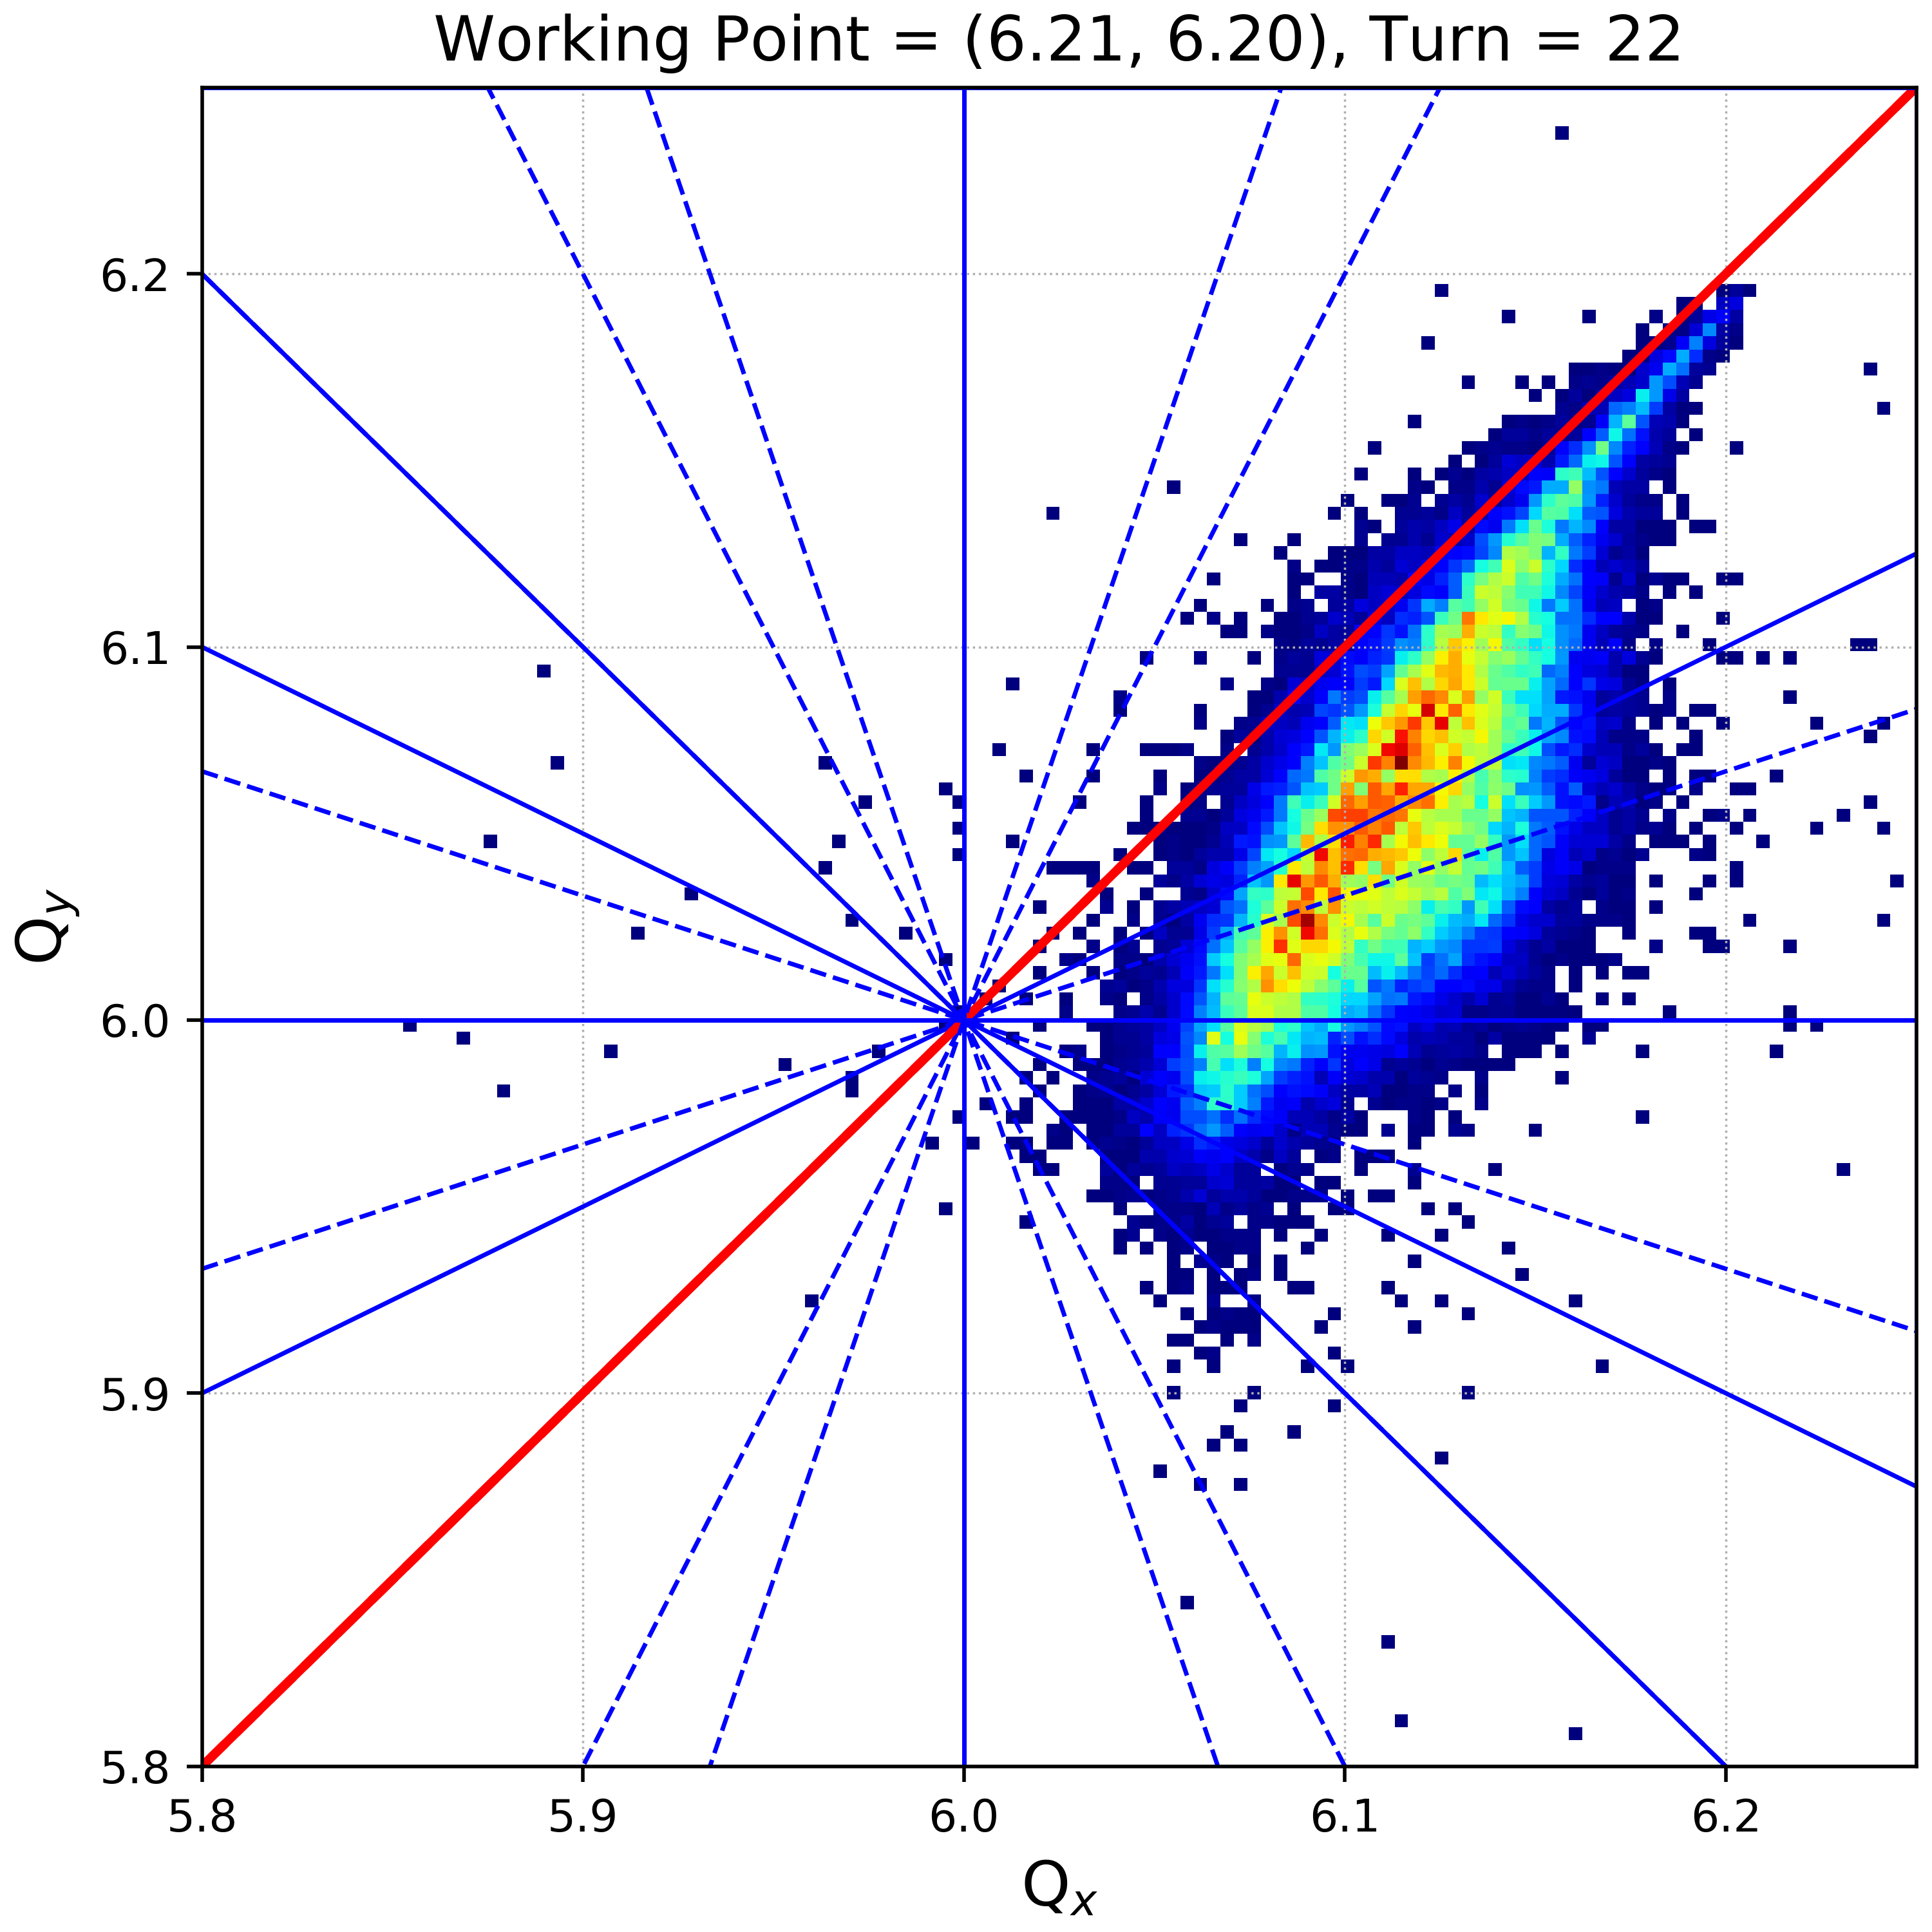 Working Point = (6.21, 6.20), Turn = 22
6.2
6.1
6.0
5.9
5.8
Qy
5.8 5.9 6.0 6.1 6.2
Qx